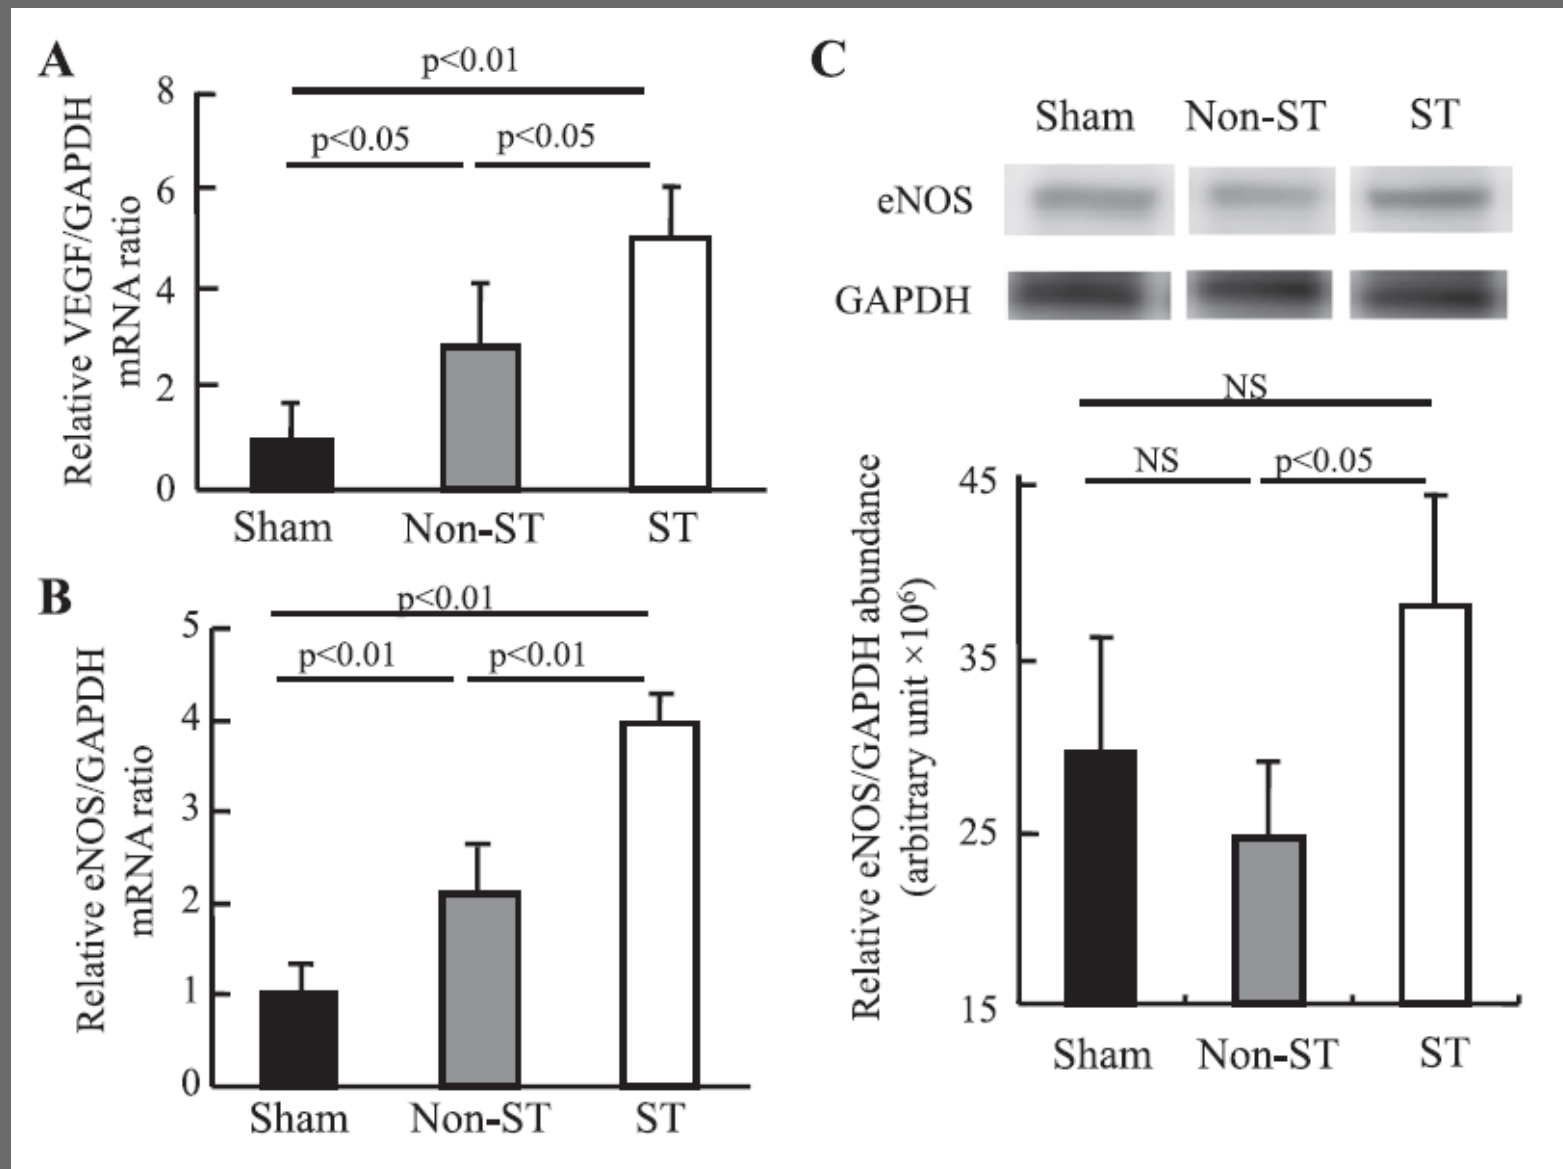 A
p<0.01
p<0.05 p<0.05
Relative VEGF/GAPDH
mRNA ratio
8
6
4
2
0
Sham Non-ST ST
B
p<0.01
p<0.01 p<0.01
Relative eNOS/GAPDH
mRNA ratio
5
4
3
2
1
0
Sham Non-ST ST
C
Sham Non-ST ST
eNOS
GAPDH
NS
NS p<0.05
Relative eNOS/GAPDH abundance
(arbitrary unit ×10⁶)
45
35
25
15
Sham Non-ST ST